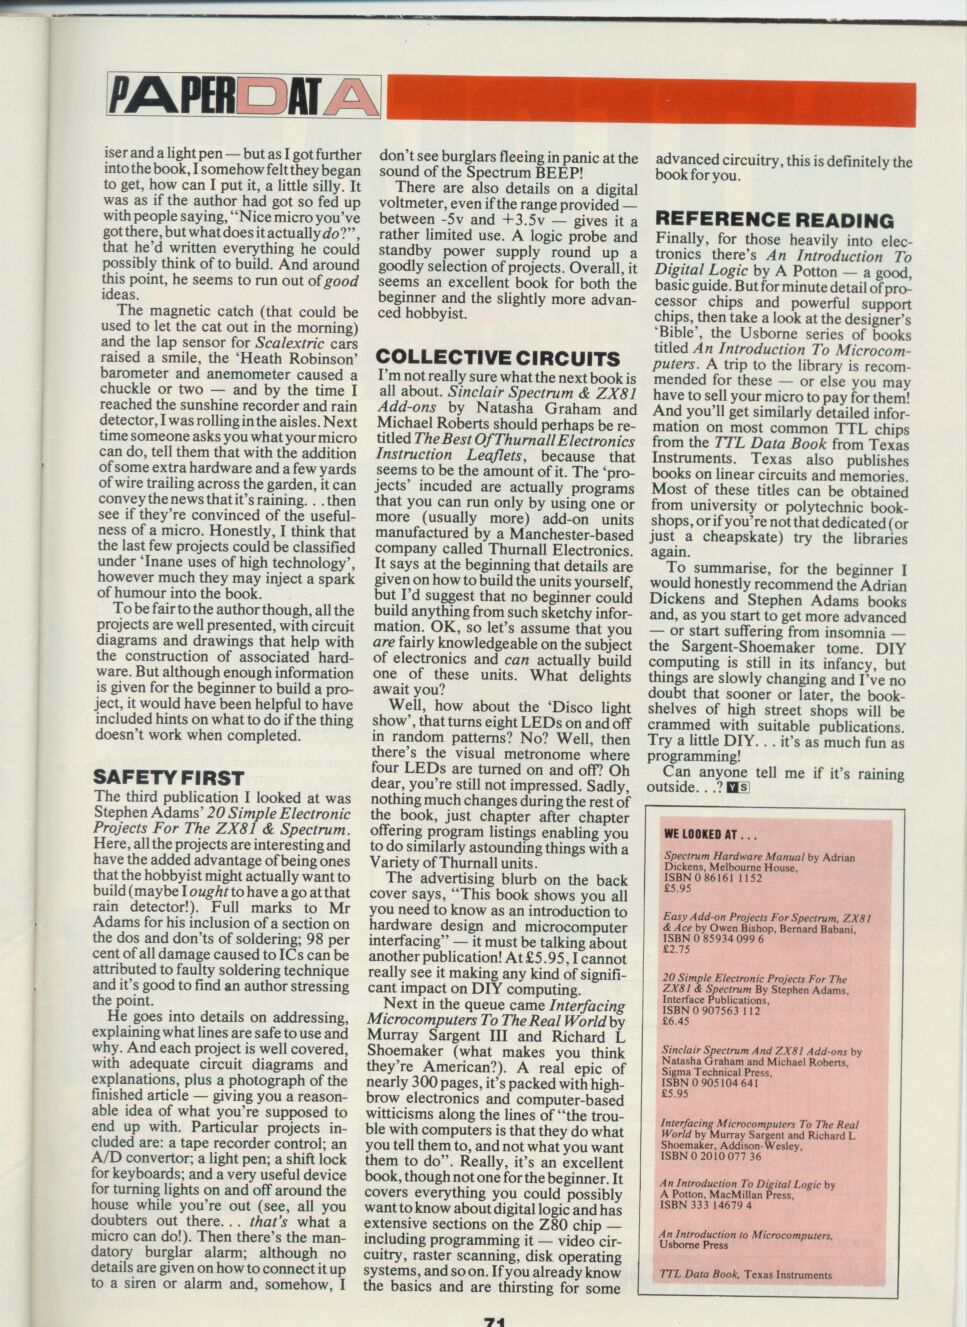 PAPERDATA
iser and a light pen — but as I got further
into the book, I somehow felt they began
to get, how can I put it, a little silly. It
was as if the author had got so fed up
with people saying, "Nice micro you've
got there, but what does it actually do?",
that he'd written everything he could
possibly think of to build. And around
this point, he seems to run out of good
ideas.
The magnetic catch (that could be
used to let the cat out in the morning)
and the lap sensor for Scalextric cars
raised a smile, the 'Heath Robinson'
barometer and anemometer caused a
chuckle or two — and by the time I
reached the sunshine recorder and rain
detector, I was rolling in the aisles. Next
time someone asks you what your micro
can do, tell them that with the addition
of some extra hardware and a few yards
of wire trailing across the garden, it can
convey the news that it's raining. . . then
see if they're convinced of the useful-
ness of a micro. Honestly, I think that
the last few projects could be classified
under 'Inane uses of high technology',
however much they may inject a spark
of humour into the book.
To be fair to the author though, all the
projects are well presented, with circuit
diagrams and drawings that help with
the construction of associated hard-
ware. But although enough information
is given for the beginner to build a pro-
ject, it would have been helpful to have
included hints on what to do if the thing
doesn't work when completed.
SAFETY FIRST
The third publication I looked at was
Stephen Adams' 20 Simple Electronic
Projects For The ZX81 & Spectrum.
Here, all the projects are interesting and
have the added advantage of being ones
that the hobbyist might actually want to
build (maybe I ought to have a go at that
rain detector!). Full marks to Mr
Adams for his inclusion of a section on
the dos and don'ts of soldering; 98 per
cent of all damage caused to ICs can be
attributed to faulty soldering technique
and it's good to find an author stressing
the point.
He goes into details on addressing,
explaining what lines are safe to use and
why. And each project is well covered,
with adequate circuit diagrams and
explanations, plus a photograph of the
finished article — giving you a reason-
able idea of what you're supposed to
end up with. Particular projects in-
cluded are: a tape recorder control; an
A/D convertor; a light pen; a shift lock
for keyboards; and a very useful device
for turning lights on and off around the
house while you're out (see, all you
doubters out there. . . that's what a
micro can do!). Then there's the man-
datory burglar alarm; although no
details are given on how to connect it up
to a siren or alarm and, somehow, I
don't see burglars fleeing in panic at the
sound of the Spectrum BEEP!
There are also details on a digital
voltmeter, even if the range provided —
between -5v and +3.5v — gives it a
rather limited use. A logic probe and
standby power supply round up a
goodly selection of projects. Overall, it
seems an excellent book for both the
beginner and the slightly more advan-
ced hobbyist.
COLLECTIVE CIRCUITS
I'm not really sure what the next book is
all about. Sinclair Spectrum & ZX81
Add-ons by Natasha Graham and
Michael Roberts should perhaps be re-
titled The Best Of Thurnall Electronics
Instruction Leaflets, because that
seems to be the amount of it. The 'pro-
jects' incuded are actually programs
that you can run only by using one or
more (usually more) add-on units
manufactured by a Manchester-based
company called Thurnall Electronics.
It says at the beginning that details are
given on how to build the units yourself,
but I'd suggest that no beginner could
build anything from such sketchy infor-
mation. OK, so let's assume that you
are fairly knowledgeable on the subject
of electronics and can actually build
one of these units. What delights
await you?
Well, how about the 'Disco light
show', that turns eight LEDs on and off
in random patterns? No? Well, then
there's the visual metronome where
four LEDs are turned on and off? Oh
dear, you're still not impressed. Sadly,
nothing much changes during the rest of
the book, just chapter after chapter
offering program listings enabling you
to do similarly astounding things with a
Variety of Thurnall units.
The advertising blurb on the back
cover says, "This book shows you all
you need to know as an introduction to
hardware design and microcomputer
interfacing" — it must be talking about
another publication! At £5.95, I cannot
really see it making any kind of signifi-
cant impact on DIY computing.
Next in the queue came Interfacing
Microcomputers To The Real World by
Murray Sargent III and Richard L
Shoemaker (what makes you think
they're American?). A real epic of
nearly 300 pages, it's packed with high-
brow electronics and computer-based
witticisms along the lines of "the trou-
ble with computers is that they do what
you tell them to, and not what you want
them to do". Really, it's an excellent
book, though not one for the beginner. It
covers everything you could possibly
want to know about digital logic and has
extensive sections on the Z80 chip —
including programming it — video cir-
cuitry, raster scanning, disk operating
systems, and so on. If you already know
the basics and are thirsting for some
advanced circuitry, this is definitely the
book for you.
REFERENCE READING
Finally, for those heavily into elec-
tronics there's An Introduction To
Digital Logic by A Potton — a good,
basic guide. But for minute detail of pro-
cessor chips and powerful support
chips, then take a look at the designer's
'Bible', the Usborne series of books
titled An Introduction To Microcom-
puters. A trip to the library is recom-
mended for these — or else you may
have to sell your micro to pay for them!
And you'll get similarly detailed infor-
mation on most common TTL chips
from the TTL Data Book from Texas
Instruments. Texas also publishes
books on linear circuits and memories.
Most of these titles can be obtained
from university or polytechnic book-
shops, or if you're not that dedicated (or
just a cheapskate) try the libraries
again.
To summarise, for the beginner I
would honestly recommend the Adrian
Dickens and Stephen Adams books
and, as you start to get more advanced
— or start suffering from insomnia —
the Sargent-Shoemaker tome. DIY
computing is still in its infancy, but
things are slowly changing and I've no
doubt that sooner or later, the book-
shelves of high street shops will be
crammed with suitable publications.
Try a little DIY. . . it's as much fun as
programming!
Can anyone tell me if it's raining
outside. . .? YS
WE LOOKED AT . . .
Spectrum Hardware Manual by Adrian
Dickens, Melbourne House,
ISBN 0 86161 1152
£5.95
Easy Add-on Projects For Spectrum, ZX81
& Ace by Owen Bishop, Bernard Babani,
ISBN 0 85934 099 6
£2.75
20 Simple Electronic Projects For The
ZX81 & Spectrum By Stephen Adams,
Interface Publications,
ISBN 0 907563 112
£6.45
Sinclair Spectrum And ZX81 Add-ons by
Natasha Graham and Michael Roberts,
Sigma Technical Press,
ISBN 0 905104 641
£5.95
Interfacing Microcomputers To The Real
World by Murray Sargent and Richard L
Shoemaker, Addison-Wesley,
ISBN 0 2010 077 36
An Introduction To Digital Logic by
A Potton, MacMillan Press,
ISBN 333 14679 4
An Introduction to Microcomputers,
Usborne Press
TTL Data Book, Texas Instruments
71